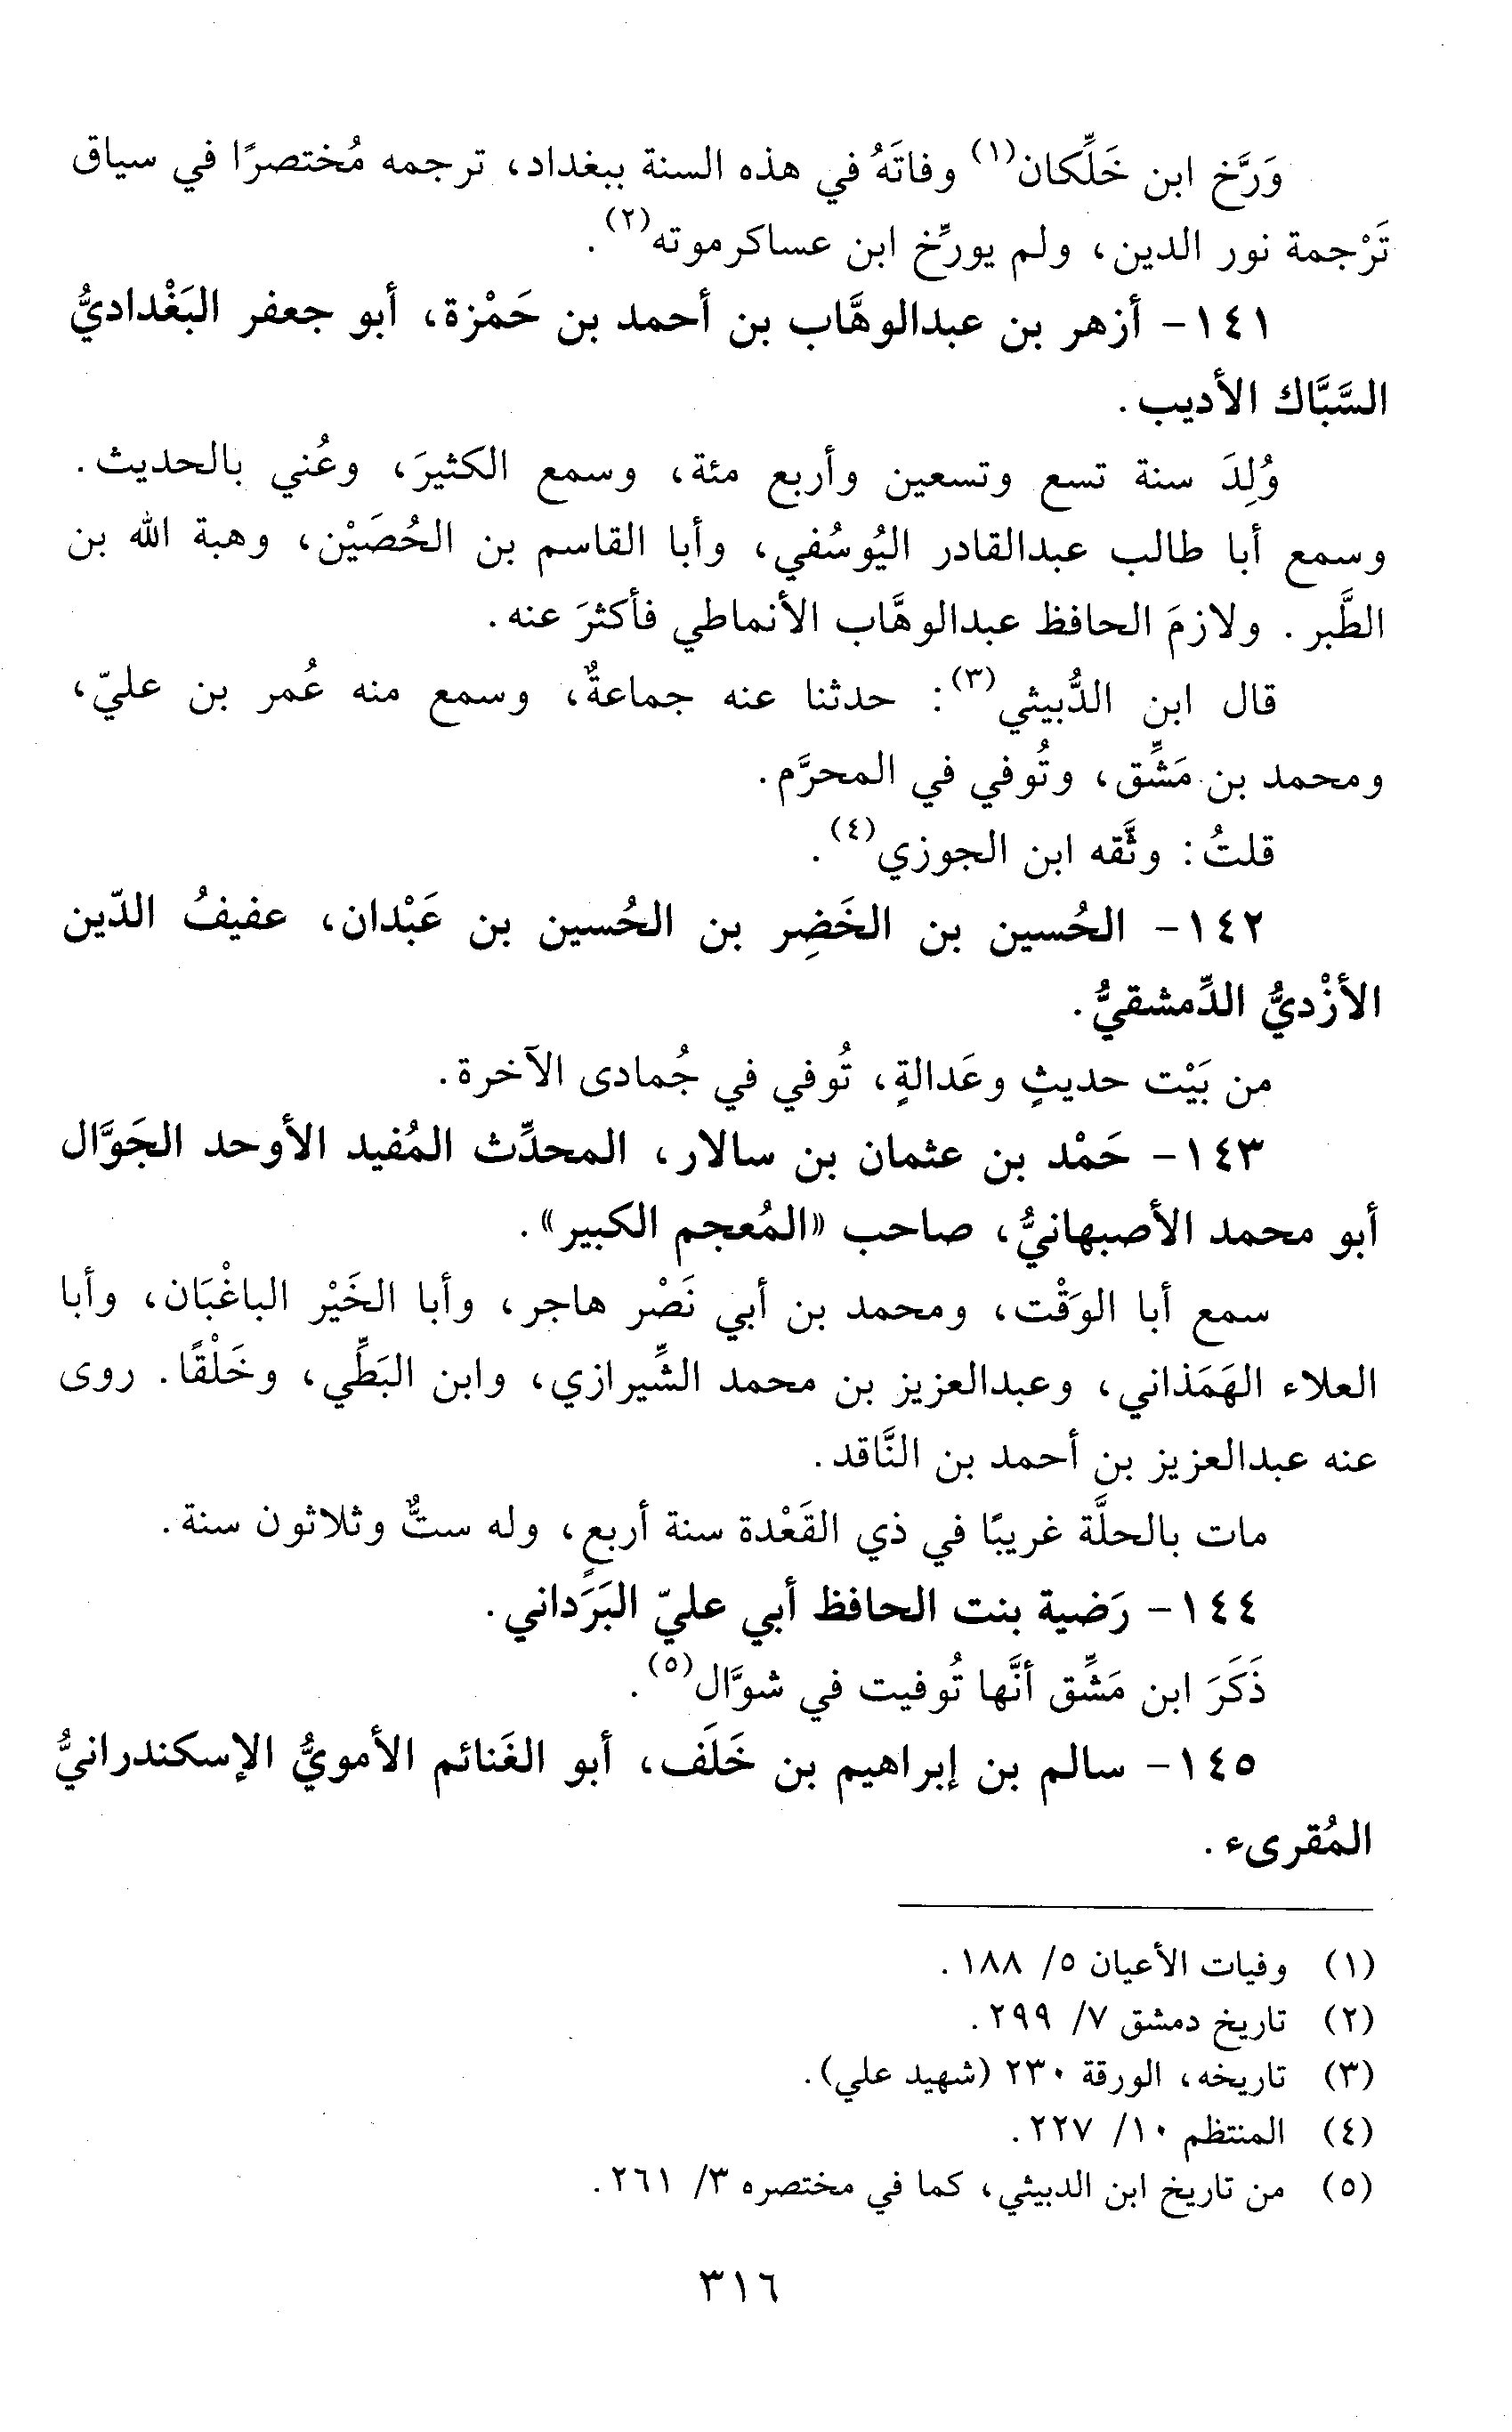 وَرَّخ ابن خَلِّكان(١) وفاتَهُ في هذه السنة ببغداد، ترجمه مُختصرًا في سياق
تَرْجمة نور الدين، ولم يورِّخ ابن عساكرموته(٢).
١٤١- أزهر بن عبدالوهَّاب بن أحمد بن حَمْزة، أبو جعفر البَغْداديُّ
السَّبَّاك الأديب.
وُلِدَ سنة تسع وتسعين وأربع مئة، وسمع الكثيرَ، وعُني بالحديث.
وسمع أبا طالب عبدالقادر اليُوسُفي، وأبا القاسم بن الحُصَيْن، وهبة الله بن
الطَّبر. ولازمَ الحافظ عبدالوهَّاب الأنماطي فأكثرَ عنه.
قال ابن الدُّبيثي(٣): حدثنا عنه جماعةٌ، وسمع منه عُمر بن عليّ،
ومحمد بن مَشِّق، وتُوفي في المحرَّم.
قلتُ: وثَّقه ابن الجوزي(٤).
١٤٢- الحُسين بن الخَضِر بن الحُسين بن عَبْدان، عفيفُ الدّين
الأزْديُّ الدِّمشقيُّ.
من بَيْت حديثٍ وعَدالةٍ، تُوفي في جُمادى الآخرة.
١٤٣- حَمْد بن عثمان بن سالار، المحدِّث المُفيد الأوحد الجَوَّال
أبو محمد الأصبهانيُّ، صاحب «المُعجم الكبير».
سمع أبا الوَقْت، ومحمد بن أبي نَصْر هاجر، وأبا الخَيْر الباغْبَان، وأبا
العلاء الهَمَذاني، وعبدالعزيز بن محمد الشِّيرازي، وابن البَطِّي، وخَلْقًا. روى
عنه عبدالعزيز بن أحمد بن النَّاقد.
مات بالحلَّة غريبًا في ذي القَعْدة سنة أربعٍ، وله ستٌّ وثلاثون سنة.
١٤٤- رَضية بنت الحافظ أبي عليّ البَرَداني.
ذَكَرَ ابن مَشِّق أنَّها تُوفيت في شوَّال(٥).
١٤٥- سالم بن إبراهيم بن خَلَف، أبو الغَنائم الأمويُّ الإسكندرانيُّ
المُقرىء.
(١) وفيات الأعيان ٥/ ١٨٨.
(٢) تاريخ دمشق ٧/ ٢٩٩.
(٣) تاريخه، الورقة ٢٣٠ (شهيد علي).
(٤) المنتظم ١٠/ ٢٢٧.
(٥) من تاريخ ابن الدبيثي، كما في مختصره ٣/ ٢٦١.
٣١٦